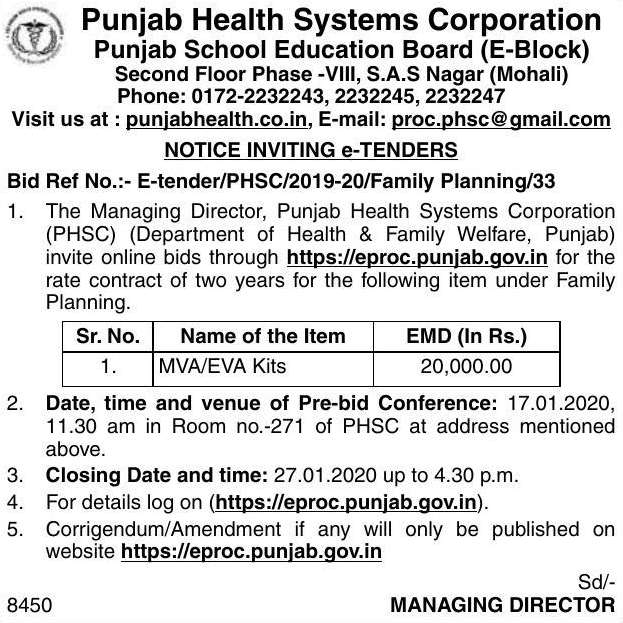 Punjab Health Systems Corporation
Punjab School Education Board (E-Block)
Second Floor Phase -VIII, S.A.S Nagar (Mohali)
Phone: 0172-2232243, 2232245, 2232247
Visit us at : punjabhealth.co.in, E-mail: proc.phsc@gmail.com
NOTICE INVITING e-TENDERS
Bid Ref No.:- E-tender/PHSC/2019-20/Family Planning/33
1. The Managing Director, Punjab Health Systems Corporation
(PHSC) (Department of Health & Family Welfare, Punjab)
invite online bids through https://eproc.punjab.gov.in for the
rate contract of two years for the following item under Family
Planning.
Sr. No. Name of the Item EMD (In Rs.)
1. MVA/EVA Kits 20,000.00
2. Date, time and venue of Pre-bid Conference: 17.01.2020,
11.30 am in Room no.-271 of PHSC at address mentioned
above.
3. Closing Date and time: 27.01.2020 up to 4.30 p.m.
4. For details log on (https://eproc.punjab.gov.in).
5. Corrigendum/Amendment if any will only be published on
website https://eproc.punjab.gov.in
Sd/-
8450 MANAGING DIRECTOR